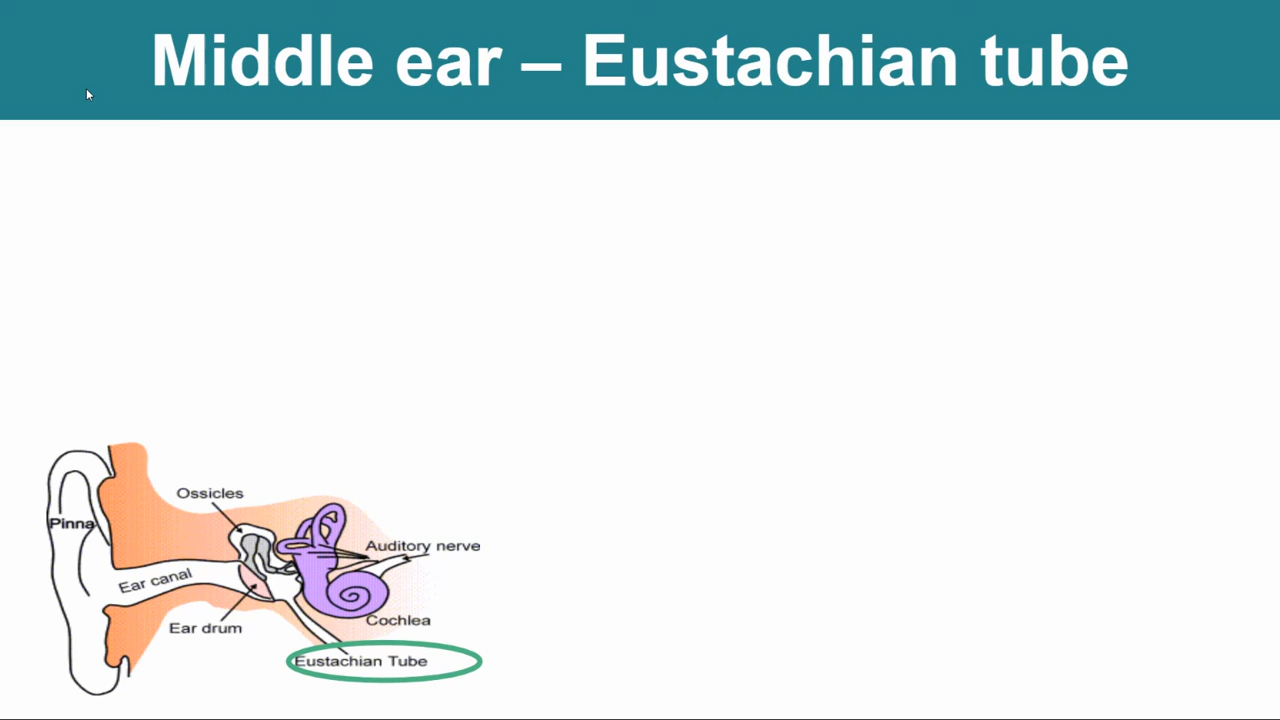 Middle ear – Eustachian tube
Ossicles
Pinna
Auditory nerve
Ear canal
Cochlea
Ear drum
Eustachian Tube